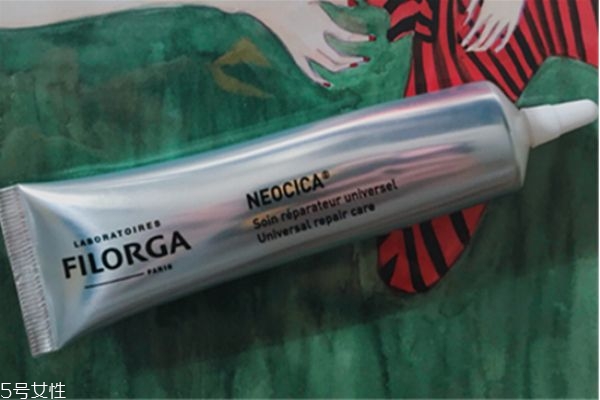 NEOCICA®
Soin réparateur universel
Universal repair care
LABORATOIRES
FILORGA
PARIS
5号女性